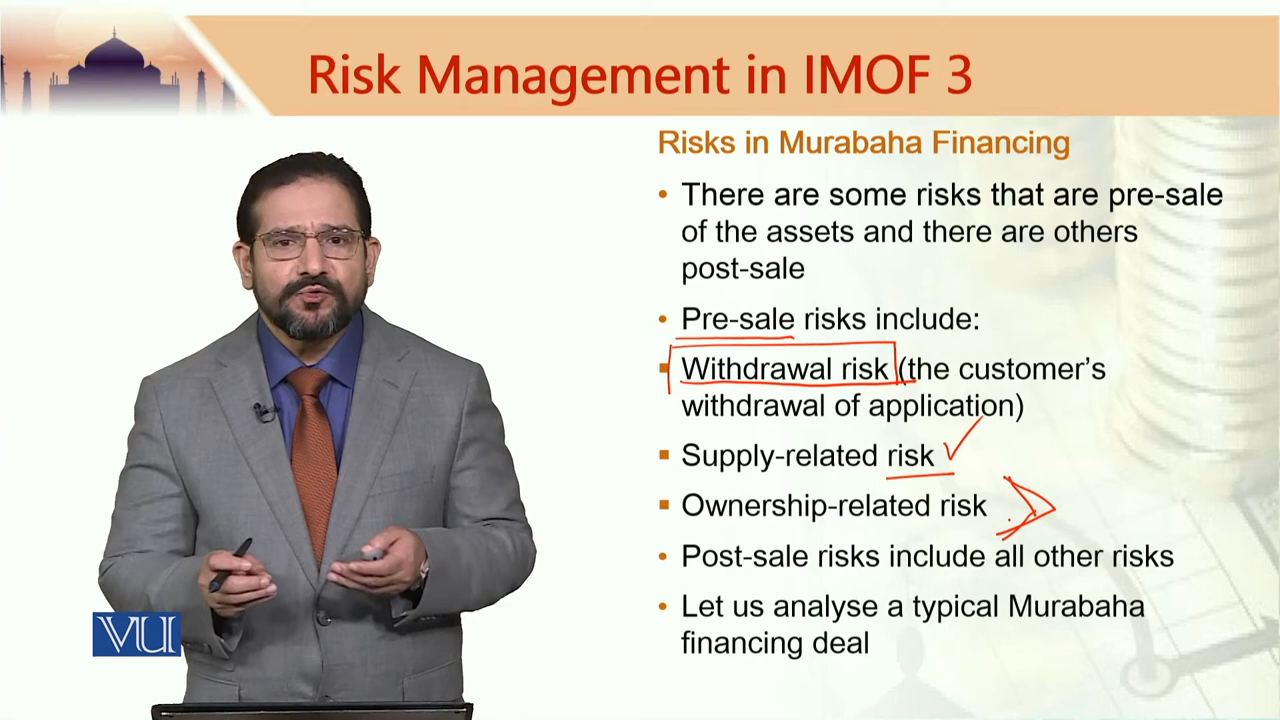 Risk Management in IMOF 3
Risks in Murabaha Financing
• There are some risks that are pre-sale
of the assets and there are others
post-sale
• Pre-sale risks include:
▪ Withdrawal risk (the customer's
withdrawal of application)
▪ Supply-related risk
▪ Ownership-related risk
• Post-sale risks include all other risks
• Let us analyse a typical Murabaha
financing deal
VU